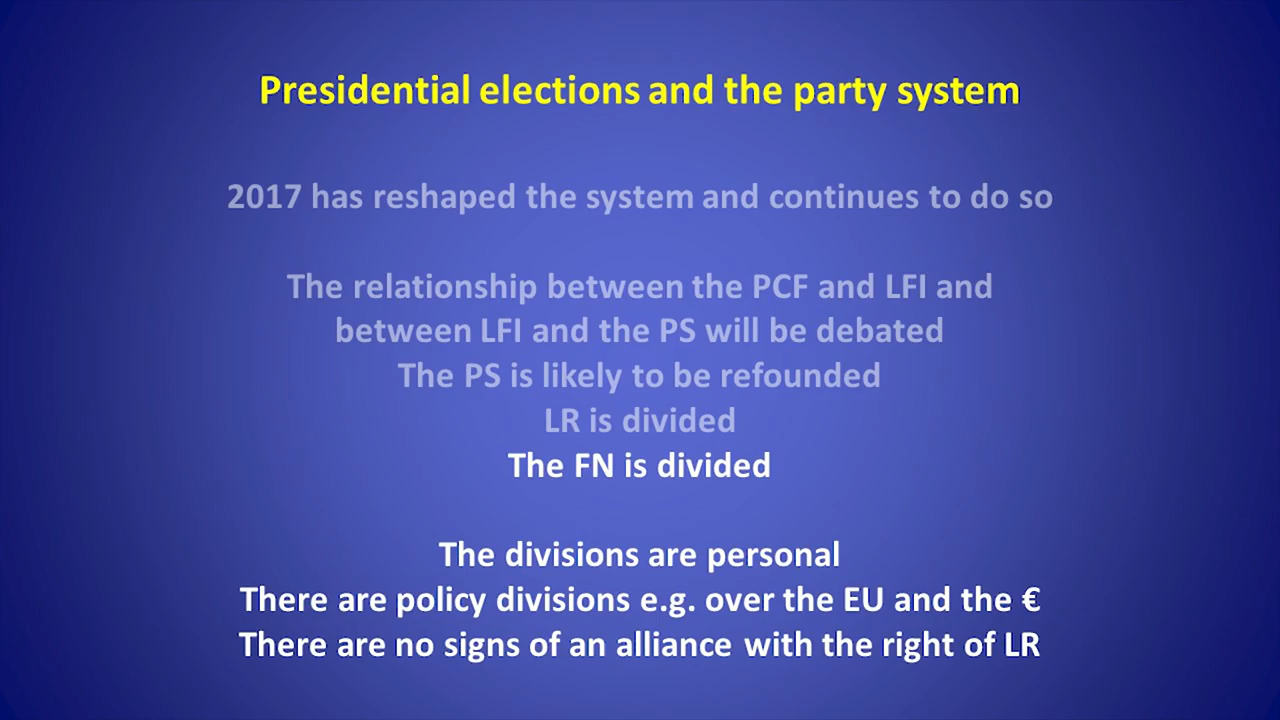 Presidential elections and the party system
2017 has reshaped the system and continues to do so
The relationship between the PCF and LFI and
between LFI and the PS will be debated
The PS is likely to be refounded
LR is divided
The FN is divided
The divisions are personal
There are policy divisions e.g. over the EU and the €
There are no signs of an alliance with the right of LR